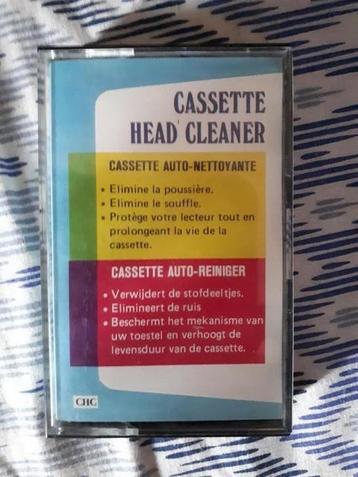 CASSETTE
HEAD CLEANER
CASSETTE AUTO-NETTOYANTE
• Elimine la poussière.
• Elimine le souffle.
• Protège votre lecteur tout en
prolongeant la vie de la
cassette.
CASSETTE AUTO-REINIGER
• Verwijdert de stofdeeltjes.
• Elimineert de ruis
• Beschermt het mekanisme van
uw toestel en verhoogt de
levensduur van de cassette.
CHC